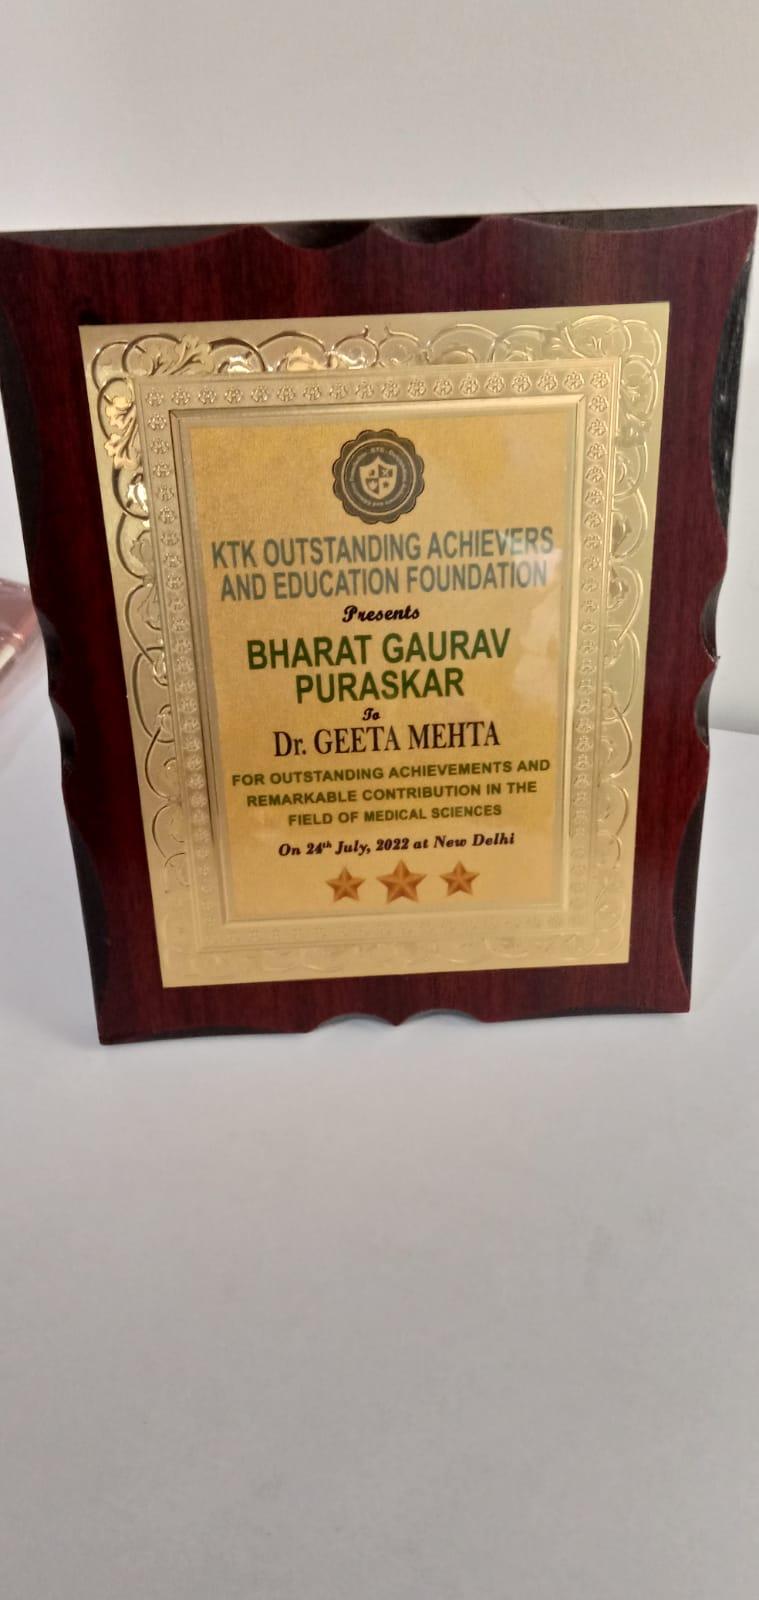 KTK OUTSTANDING ACHIEVERS
AND EDUCATION FOUNDATION
Presents
BHARAT GAURAV
PURASKAR
To
Dr. GEETA MEHTA
FOR OUTSTANDING ACHIEVEMENTS AND
REMARKABLE CONTRIBUTION IN THE
FIELD OF MEDICAL SCIENCES
On 24th July, 2022 at New Delhi